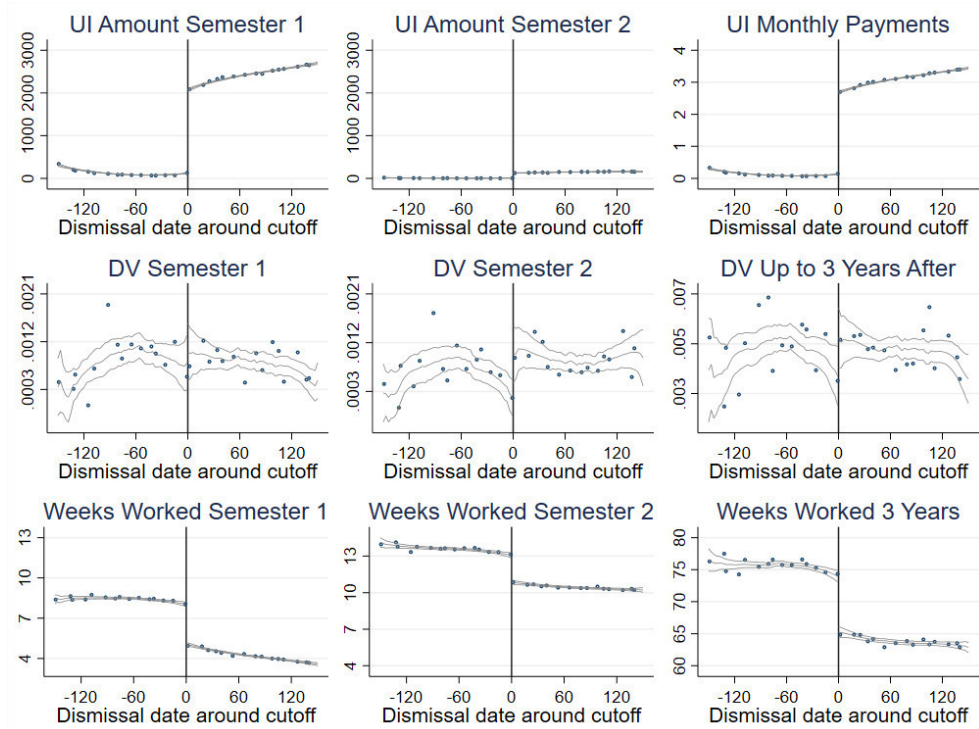 UI Amount Semester 1
3000
2000
1000
0
-120 -60 0 60 120
Dismissal date around cutoff
UI Amount Semester 2
3000
2000
1000
0
-120 -60 0 60 120
Dismissal date around cutoff
UI Monthly Payments
4
3
2
1
0
-120 -60 0 60 120
Dismissal date around cutoff
DV Semester 1
.0021
.0012
.0003
-120 -60 0 60 120
Dismissal date around cutoff
DV Semester 2
.0021
.0012
.0003
-120 -60 0 60 120
Dismissal date around cutoff
DV Up to 3 Years After
.007
.005
.003
-120 -60 0 60 120
Dismissal date around cutoff
Weeks Worked Semester 1
13
10
7
4
-120 -60 0 60 120
Dismissal date around cutoff
Weeks Worked Semester 2
13
10
7
4
-120 -60 0 60 120
Dismissal date around cutoff
Weeks Worked 3 Years
80
75
70
65
60
-120 -60 0 60 120
Dismissal date around cutoff